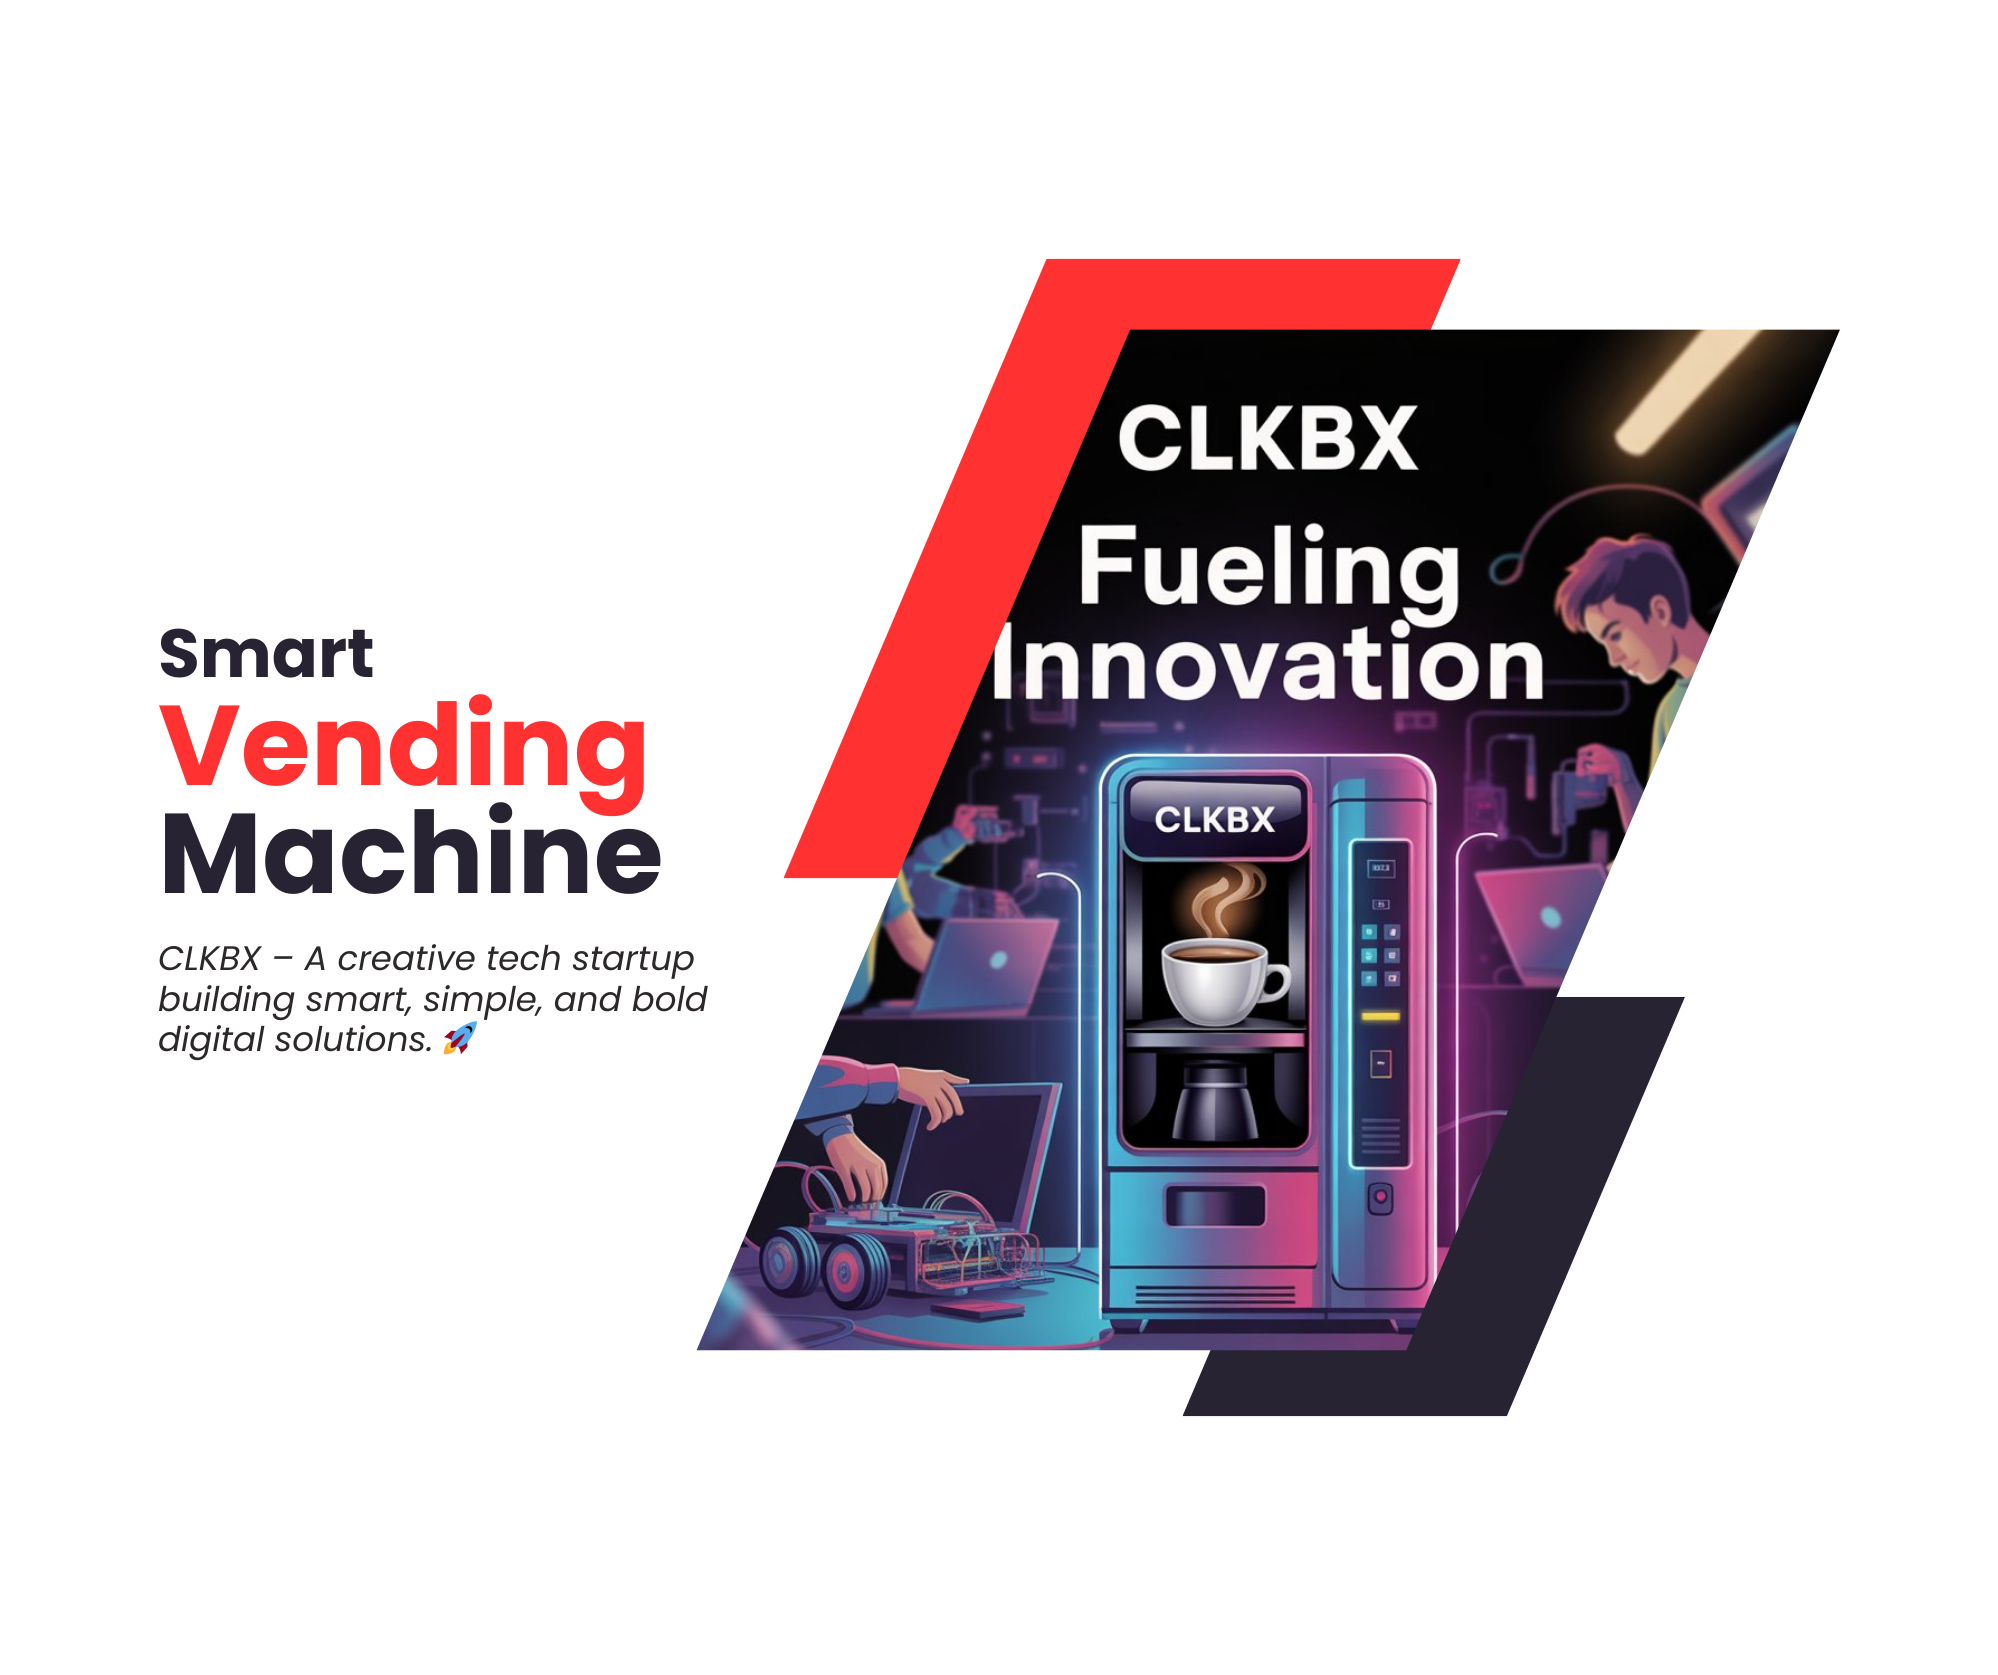 Smart
Vending
Machine
CLKBX – A creative tech startup
building smart, simple, and bold
digital solutions. 🚀
CLKBX
Fueling
Innovation
CLKBX